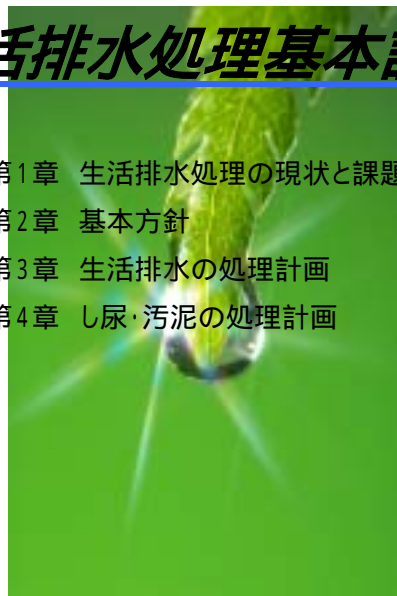 活排水処理基本
第1章 生活排水処理の現状と課題
第2章 基本方針
第3章 生活排水の処理計画
第4章 し尿・汚泥の処理計画